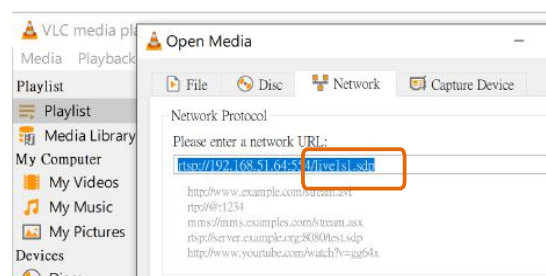 VLC media pl
Media Playback
Playlist
Playlist
Media Library
My Computer
My Videos
My Music
My Pictures
Devices
Open Media
File Disc Network Capture Device
Network Protocol
Please enter a network URL:
rtsp://192.168.51.64:554/live1s1.sdp
http://www.example.com/stream.avi
rtp://@:1234
mms://mms.examples.com/stream.asx
rtsp://server.example.org:8080/test.sdp
http://www.youtube.com/watch?v=gg64x